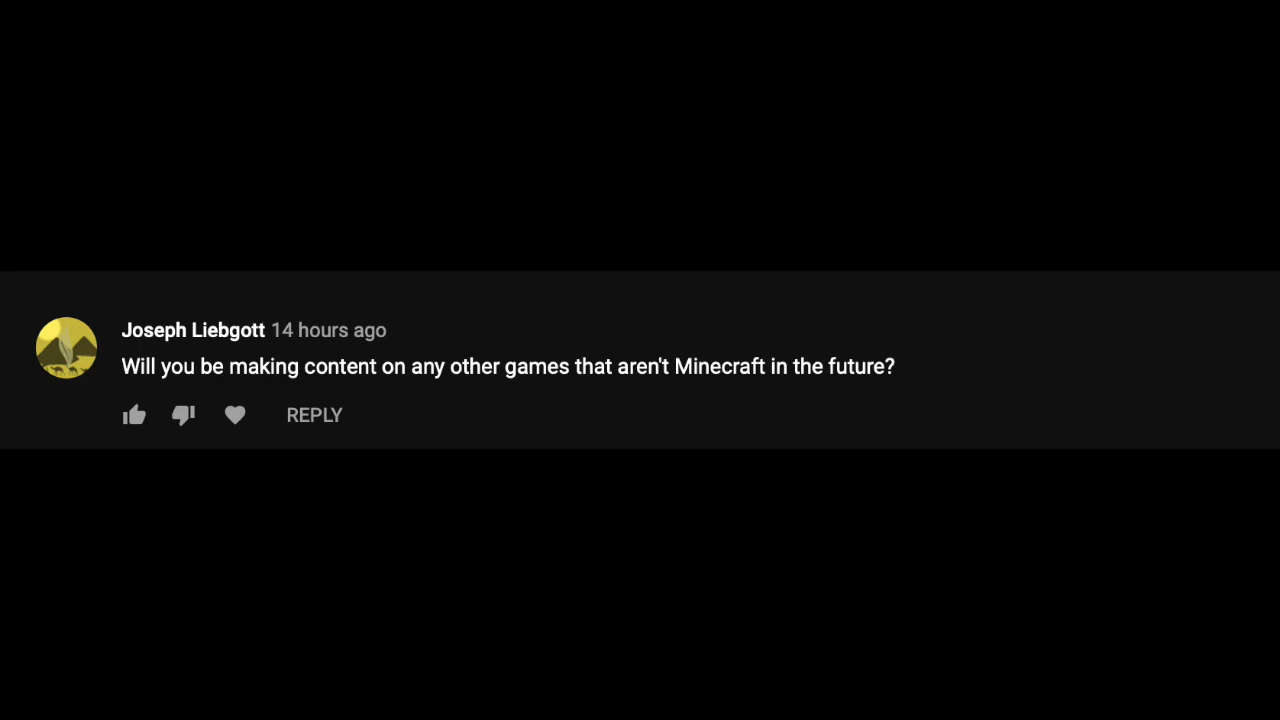 Joseph Liebgott 14 hours ago
Will you be making content on any other games that aren't Minecraft in the future?
REPLY